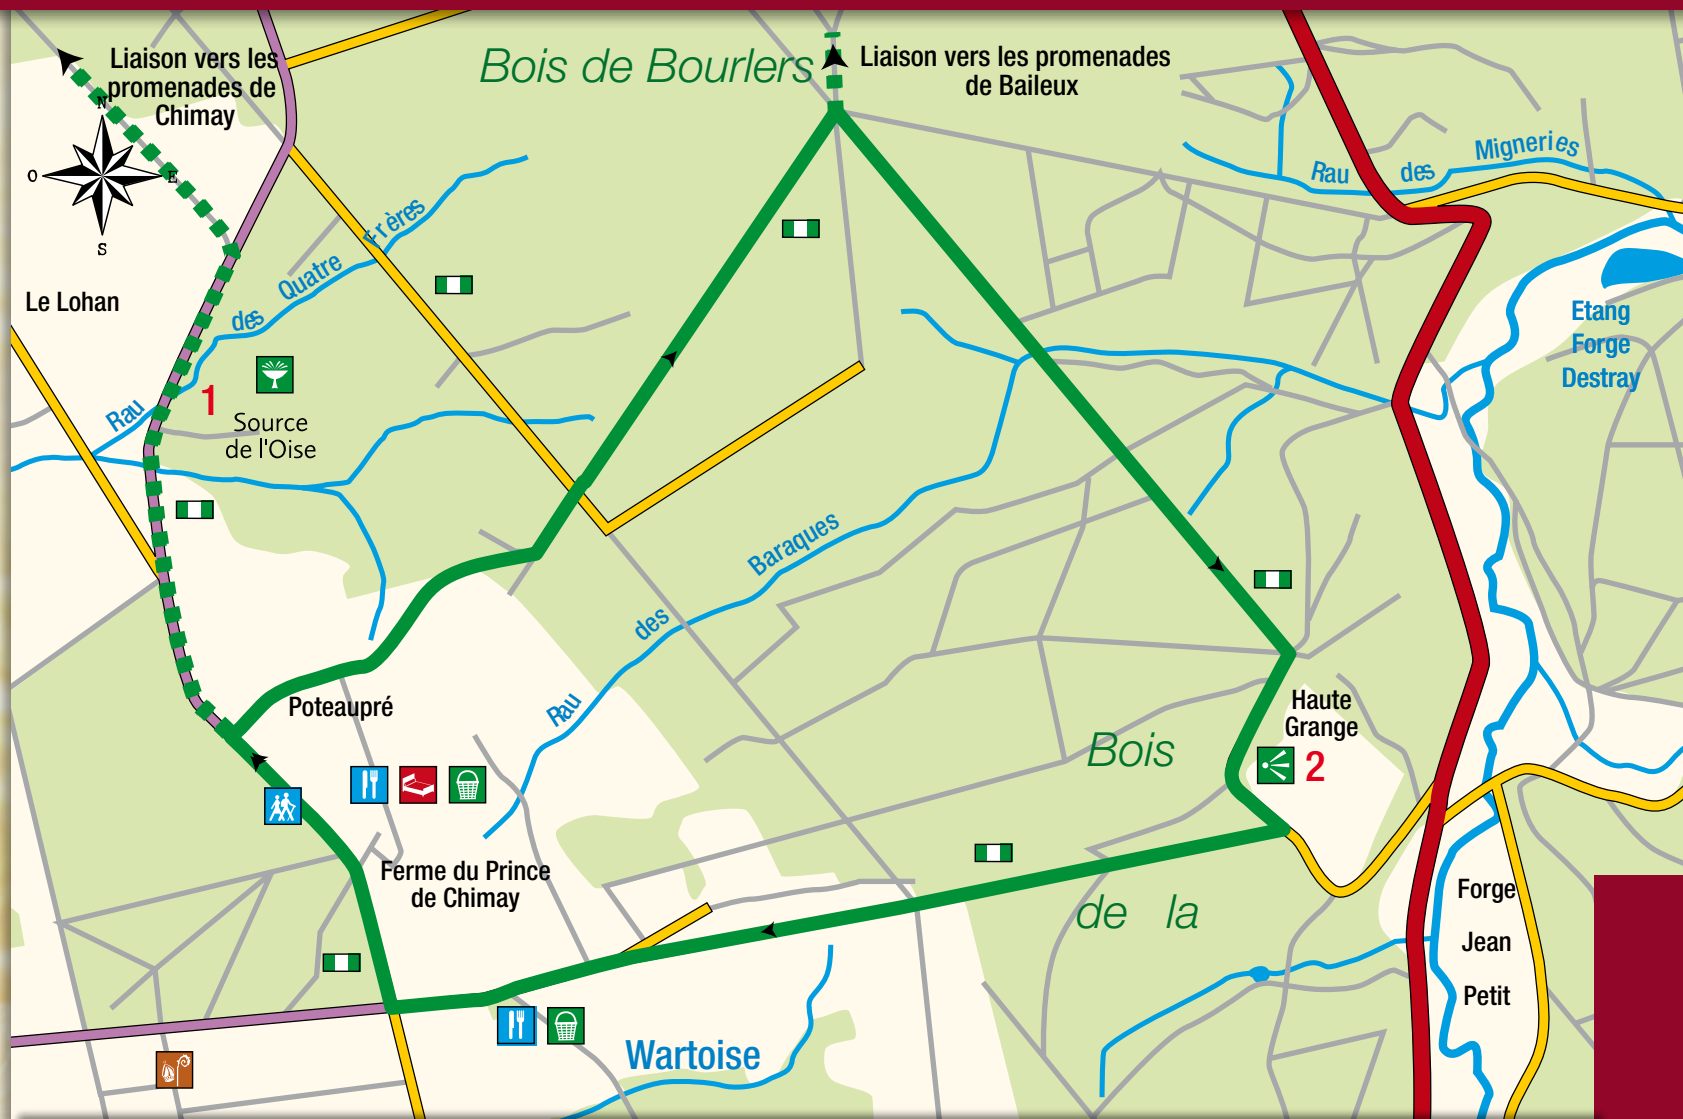 Liaison vers les
promenades de
Chimay
N
O
E
S
Bois de Bourlers
Liaison vers les promenades
de Baileux
Rau des Migneries
Le Lohan
Rau des Quatre Frères
1
Source
de l'Oise
Etang
Forge
Destray
Rau des Baraques
Poteaupré
Haute
Grange
2
Bois
de la
Ferme du Prince
de Chimay
Forge
Jean
Petit
Wartoise